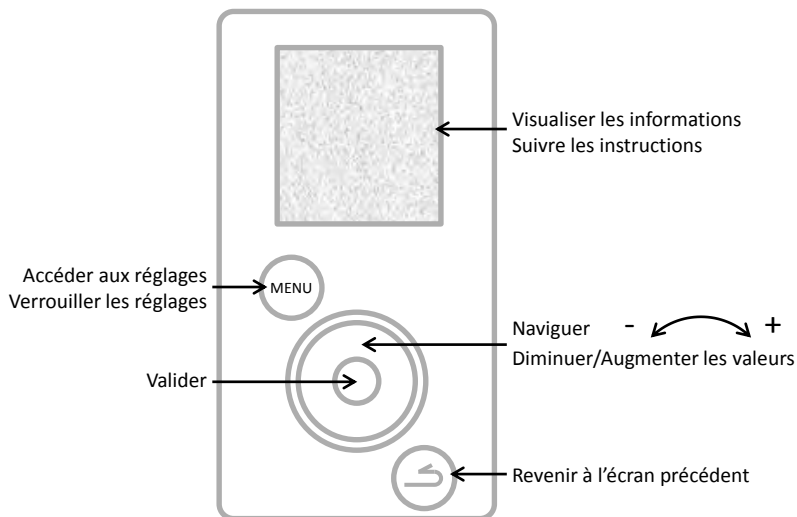 Visualiser les informations
Suivre les instructions
Accéder aux réglages
Verrouiller les réglages
MENU
Naviguer - +
Diminuer/Augmenter les valeurs
Valider
Revenir à l'écran précédent